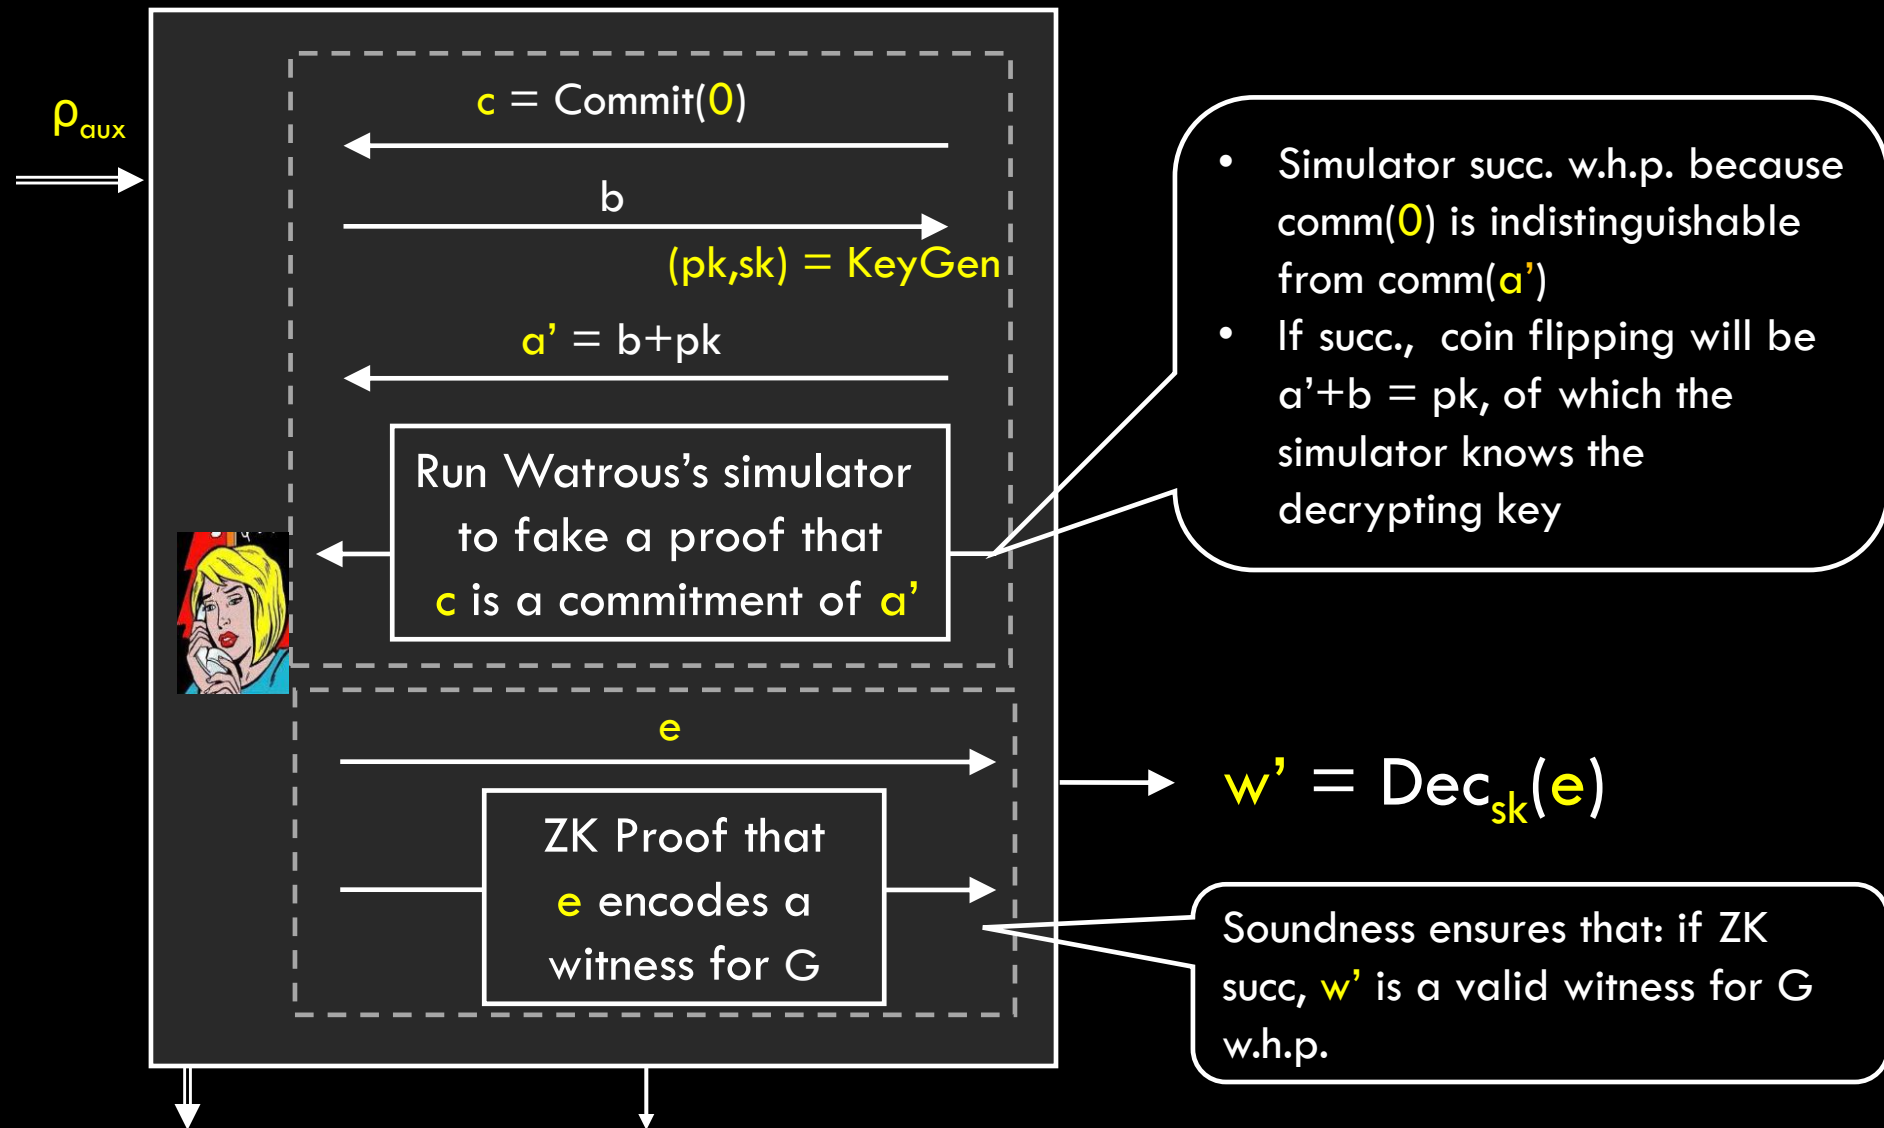 ρaux
c = Commit(0)
b
(pk,sk) = KeyGen
a' = b+pk
Run Watrous's simulator
to fake a proof that
c is a commitment of a'
• Simulator succ. w.h.p. because
comm(0) is indistinguishable
from comm(a')
• If succ., coin flipping will be
a'+b = pk, of which the
simulator knows the
decrypting key
e
ZK Proof that
e encodes a
witness for G
w' = Decsk(e)
Soundness ensures that: if ZK
succ, w' is a valid witness for G
w.h.p.